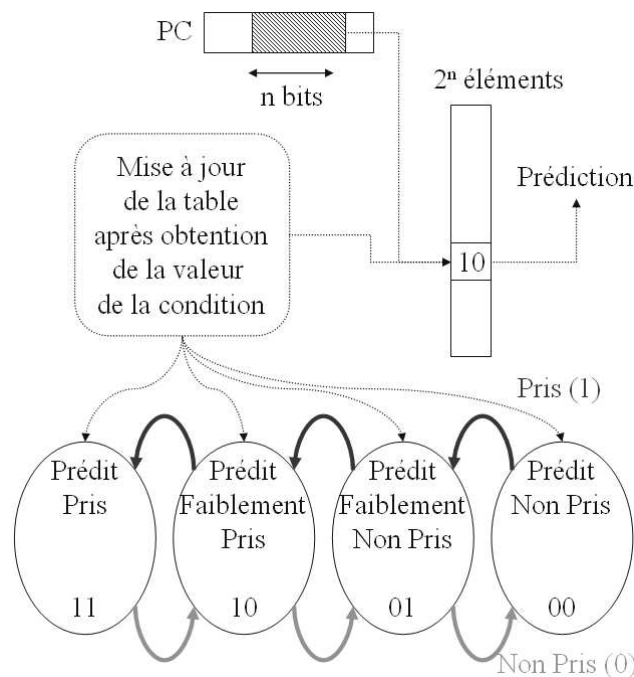 PC
n bits
2ⁿ éléments
Mise à jour
de la table
après obtention
de la valeur
de la condition
Prédiction
10
Pris (1)
Prédit
Pris
11
Prédit
Faiblement
Pris
10
Prédit
Faiblement
Non Pris
01
Prédit
Non Pris
00
Non Pris (0)